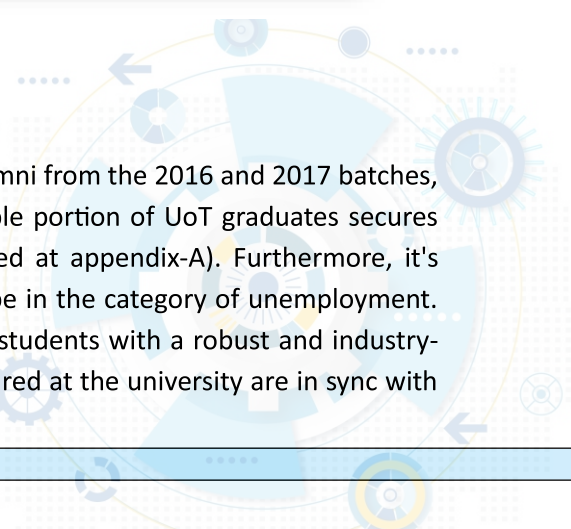 mni from the 2016 and 2017 batches,
ble portion of UoT graduates secures
ed at appendix-A). Furthermore, it's
be in the category of unemployment.
students with a robust and industry-
red at the university are in sync with